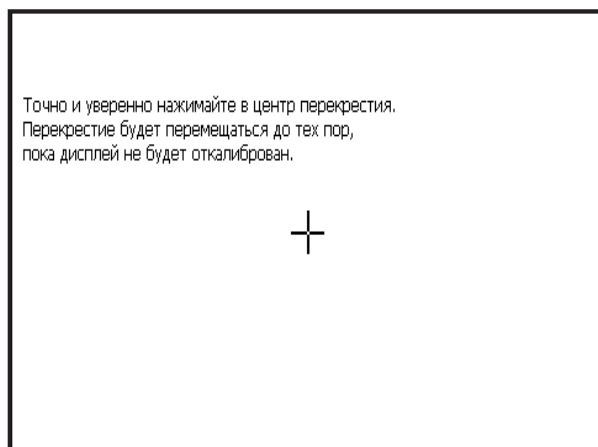 Точно и уверенно нажимайте в центр перекрестия.
Перекрестие будет перемещаться до тех пор,
пока дисплей не будет откалиброван.